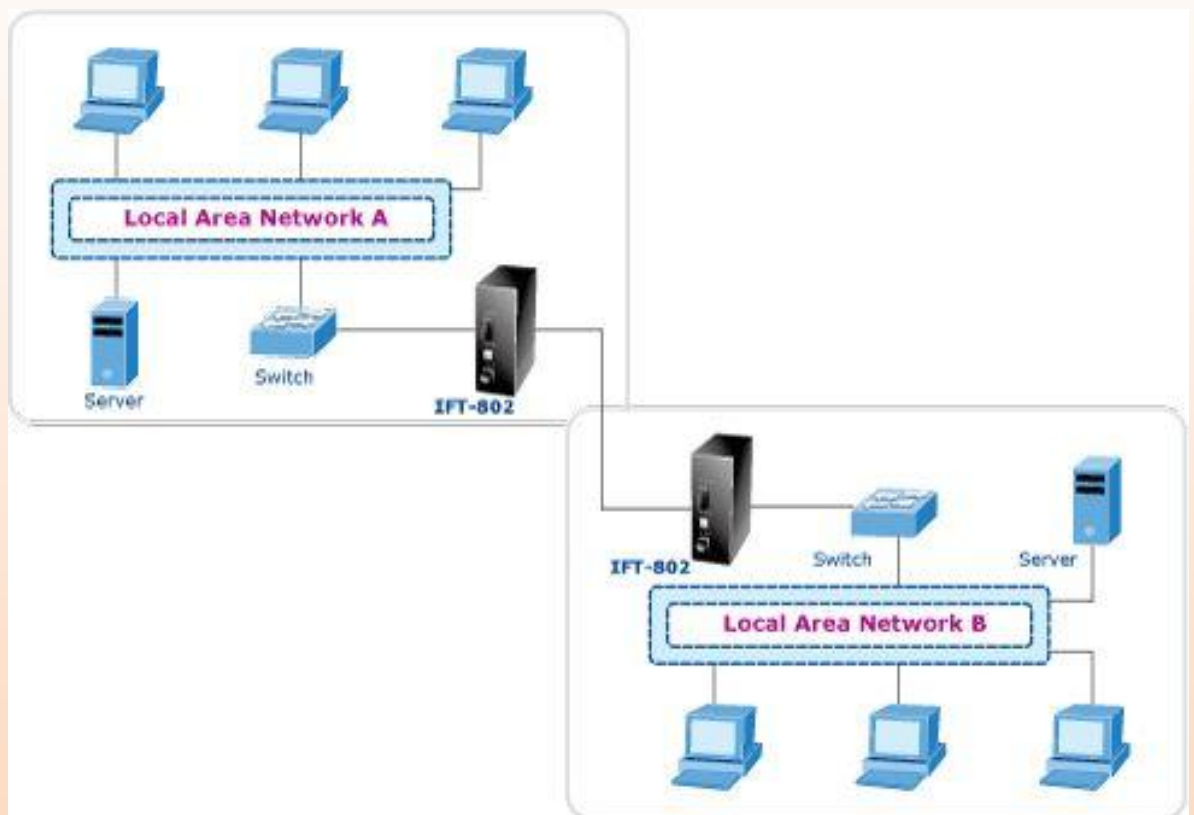 Local Area Network A
Switch
Server
IFT-802
IFT-802
Switch
Server
Local Area Network B